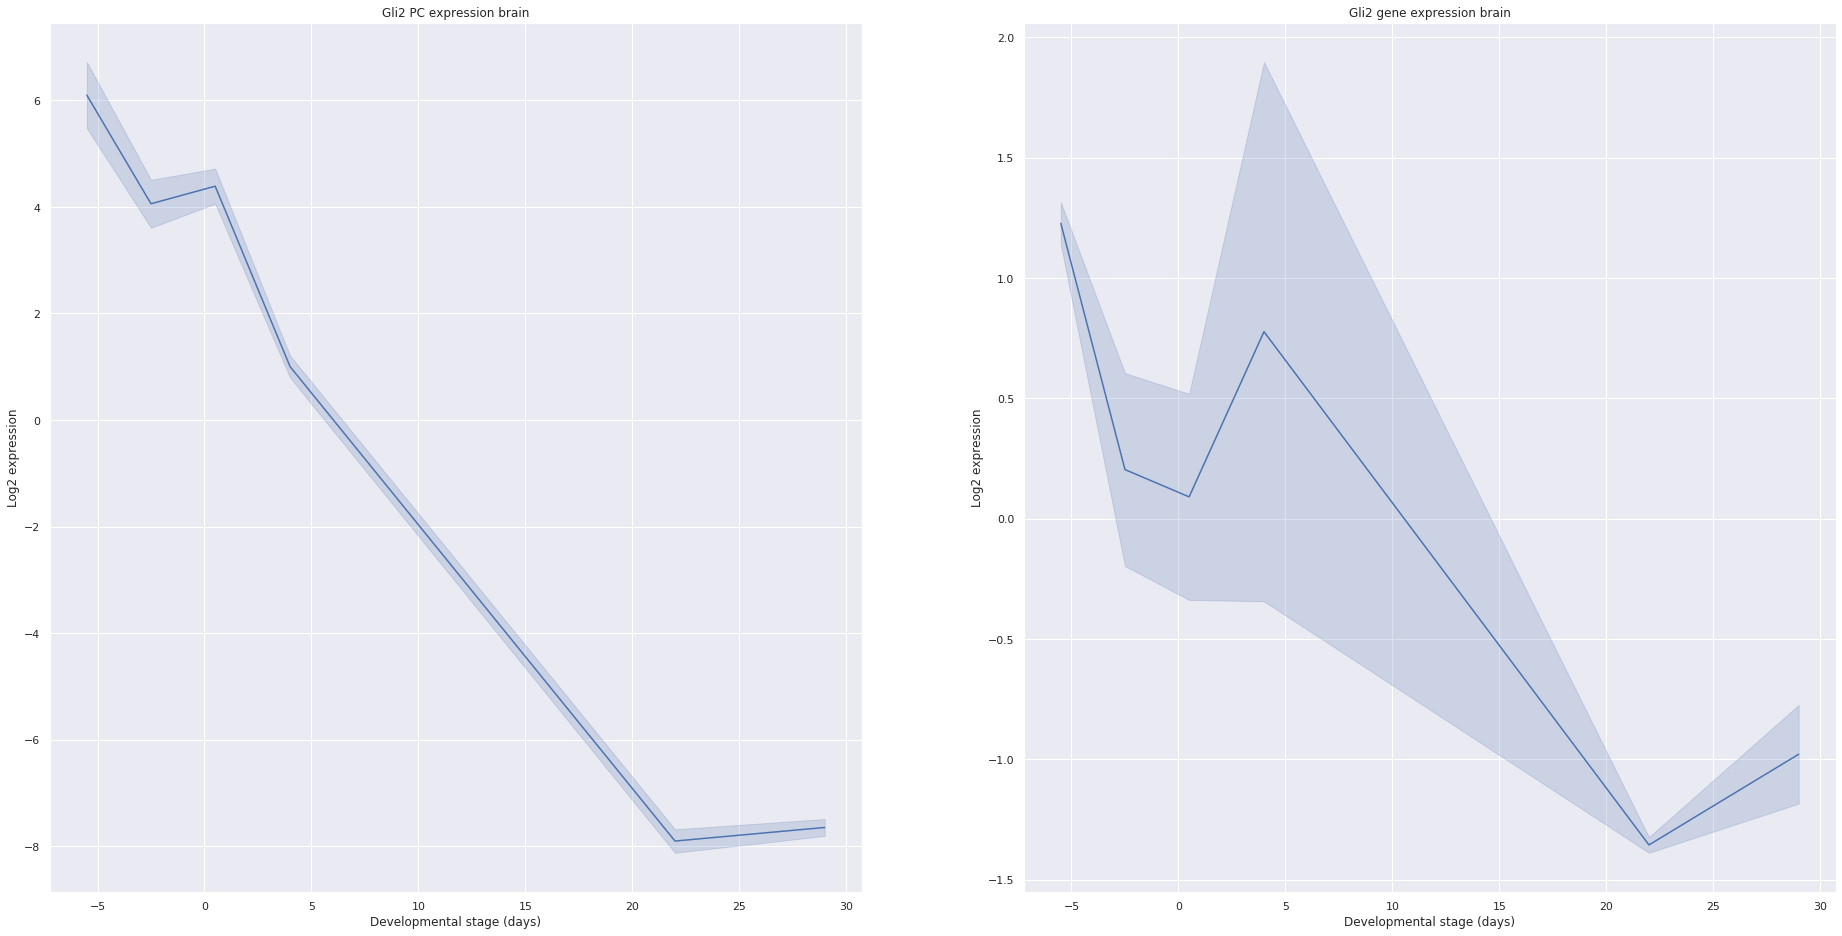 Gli2 PC expression brain
6
4
2
0
−2
−4
−6
−8
Log2 expression
−5 0 5 10 15 20 25 30
Developmental stage (days)
Gli2 gene expression brain
2.0
1.5
1.0
0.5
0.0
−0.5
−1.0
−1.5
Log2 expression
−5 0 5 10 15 20 25 30
Developmental stage (days)